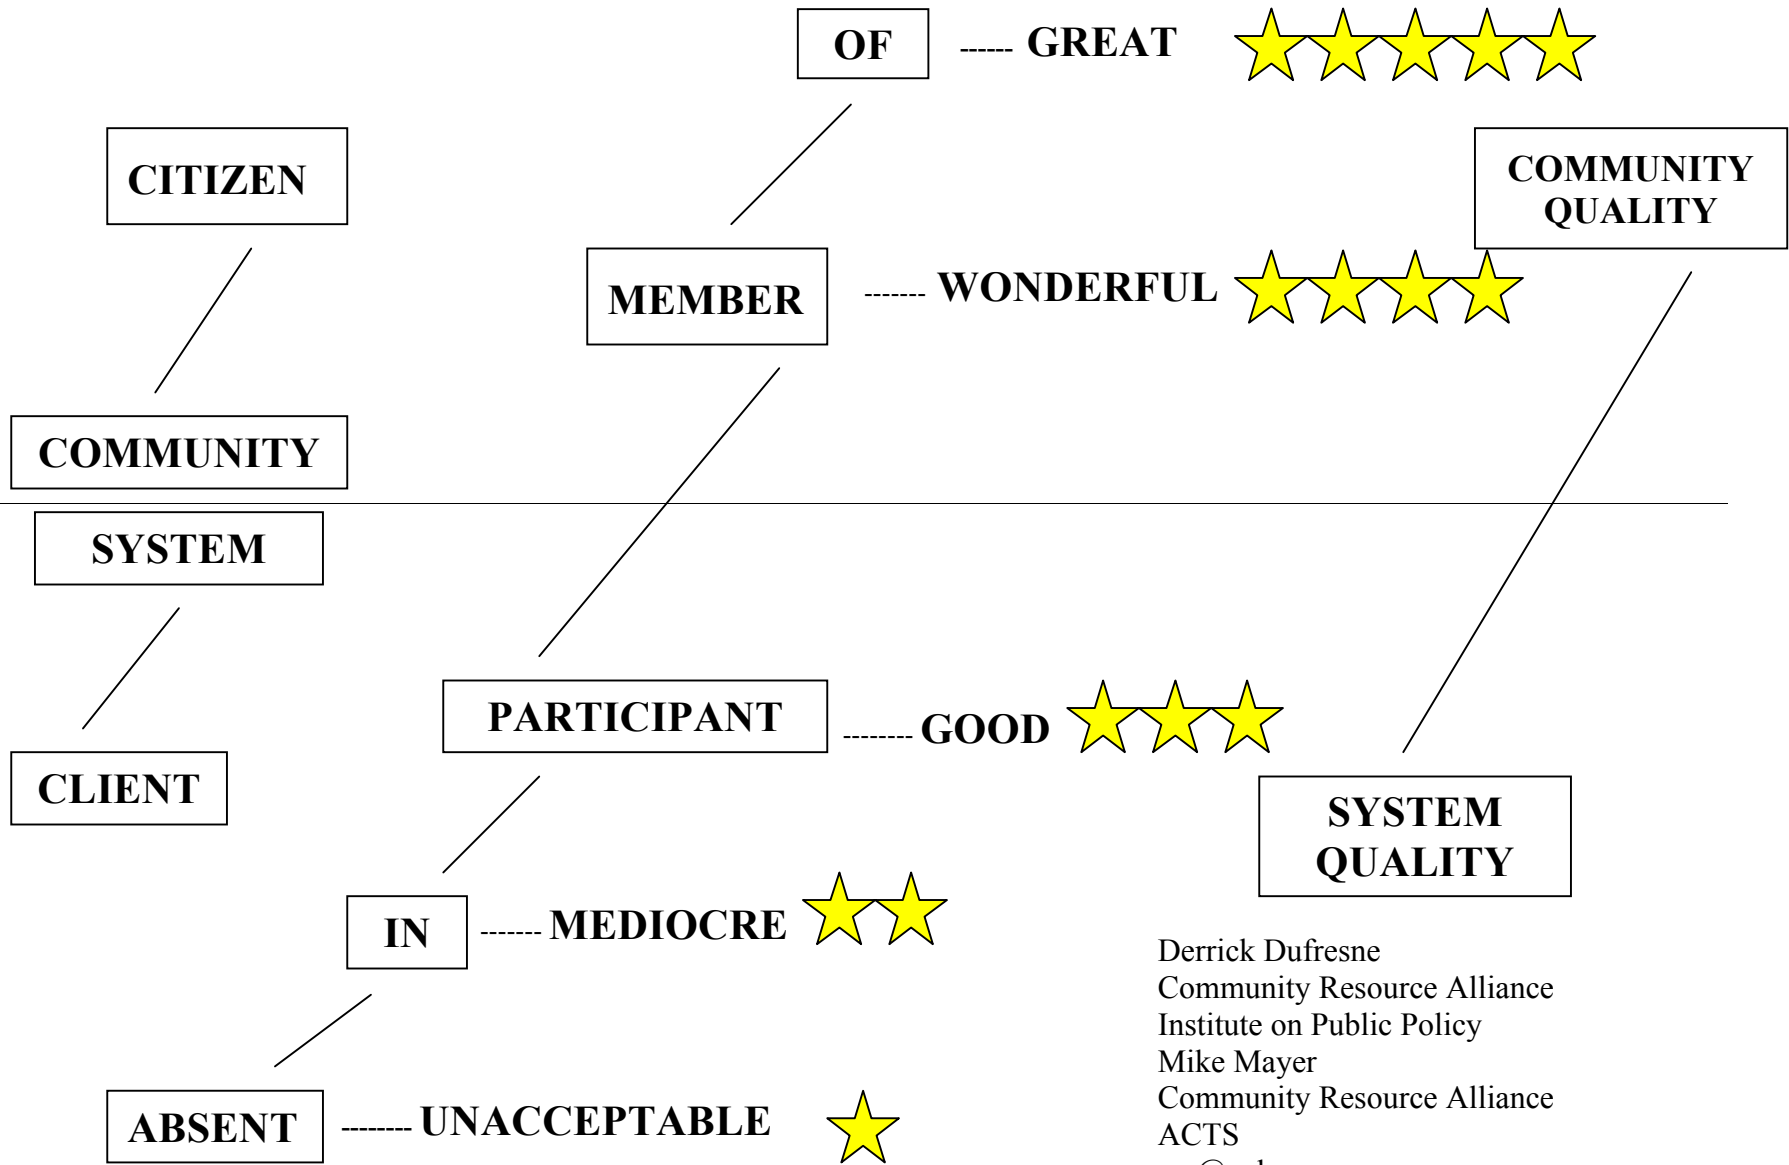 OF ------ GREAT
CITIZEN
COMMUNITY
QUALITY
MEMBER ------- WONDERFUL
COMMUNITY
SYSTEM
PARTICIPANT -------- GOOD
CLIENT
SYSTEM
QUALITY
IN ------- MEDIOCRE
Derrick Dufresne
Community Resource Alliance
Institute on Public Policy
Mike Mayer
Community Resource Alliance
ACTS
ABSENT -------- UNACCEPTABLE